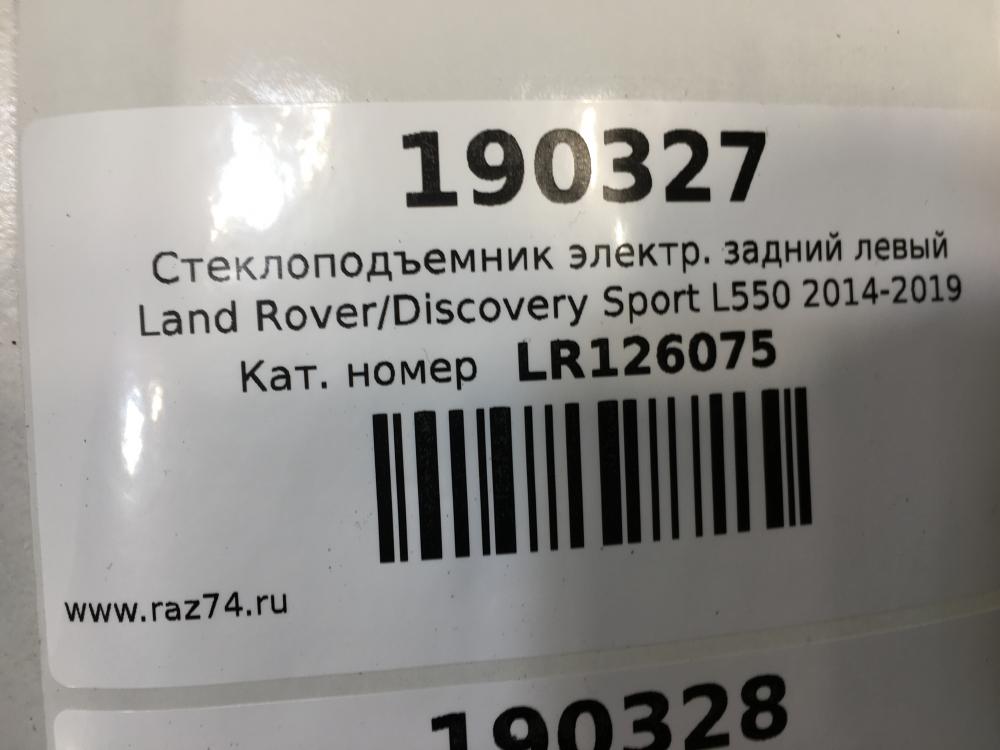 190327
Стеклоподъемник электр. задний левый
Land Rover/Discovery Sport L550 2014-2019
Кат. номер LR126075
www.raz74.ru
190328